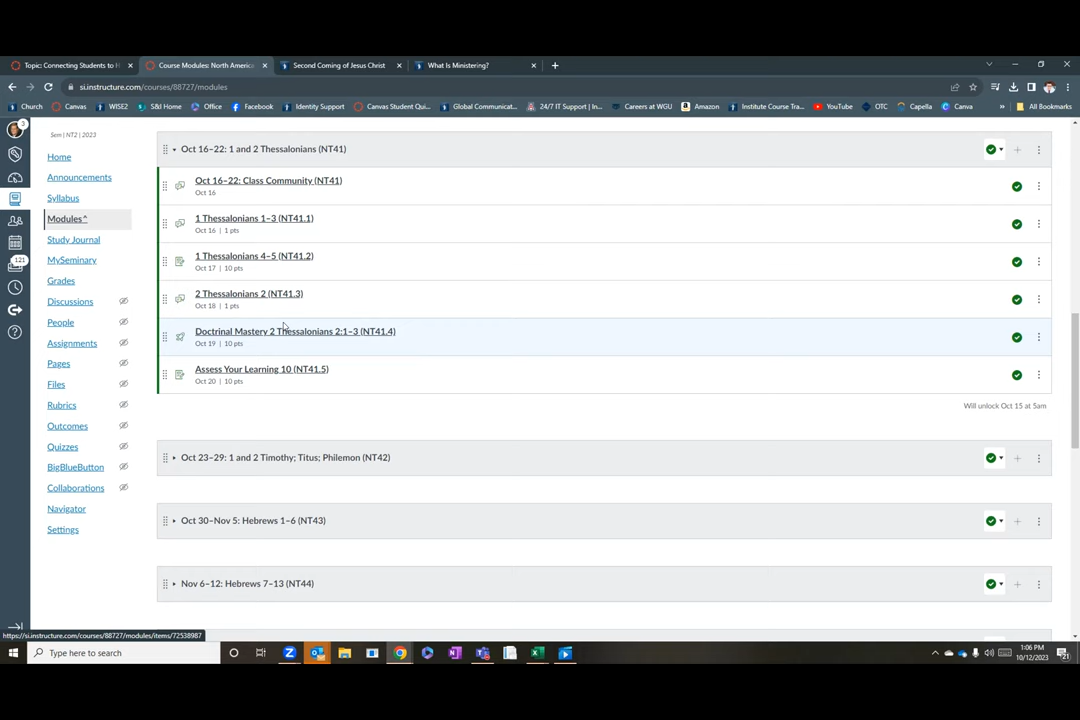 Topic: Connecting Students to H
Course Modules: North America
Second Coming of Jesus Christ
What Is Ministering?
si.instructure.com/courses/88727/modules
Church
Canvas
WISE2
S&I Home
Office
Facebook
Identity Support
Canvas Student Qui...
Global Communicat...
24/7 IT Support | In...
Careers at WGU
Amazon
Institute Course Tra...
YouTube
OTC
Capella
Canva
»
All Bookmarks
3
121
Sem | NT2 | 2023
Home
Announcements
Syllabus
Modules ^
Study Journal
MySeminary
Grades
Discussions
People
Assignments
Pages
Files
Rubrics
Outcomes
Quizzes
BigBlueButton
Collaborations
Navigator
Settings
Oct 16–22: 1 and 2 Thessalonians (NT41)
Oct 16–22: Class Community (NT41)
Oct 16
1 Thessalonians 1–3 (NT41.1)
Oct 16 | 1 pts
1 Thessalonians 4–5 (NT41.2)
Oct 17 | 10 pts
2 Thessalonians 2 (NT41.3)
Oct 18 | 1 pts
Doctrinal Mastery 2 Thessalonians 2:1–3 (NT41.4)
Oct 19 | 10 pts
Assess Your Learning 10 (NT41.5)
Oct 20 | 10 pts
Will unlock Oct 15 at 5am
Oct 23–29: 1 and 2 Timothy; Titus; Philemon (NT42)
Oct 30–Nov 5: Hebrews 1–6 (NT43)
Nov 6–12: Hebrews 7–13 (NT44)
https://si.instructure.com/courses/88727/modules/items/72538987
Type here to search
1:06 PM
10/12/2023
21